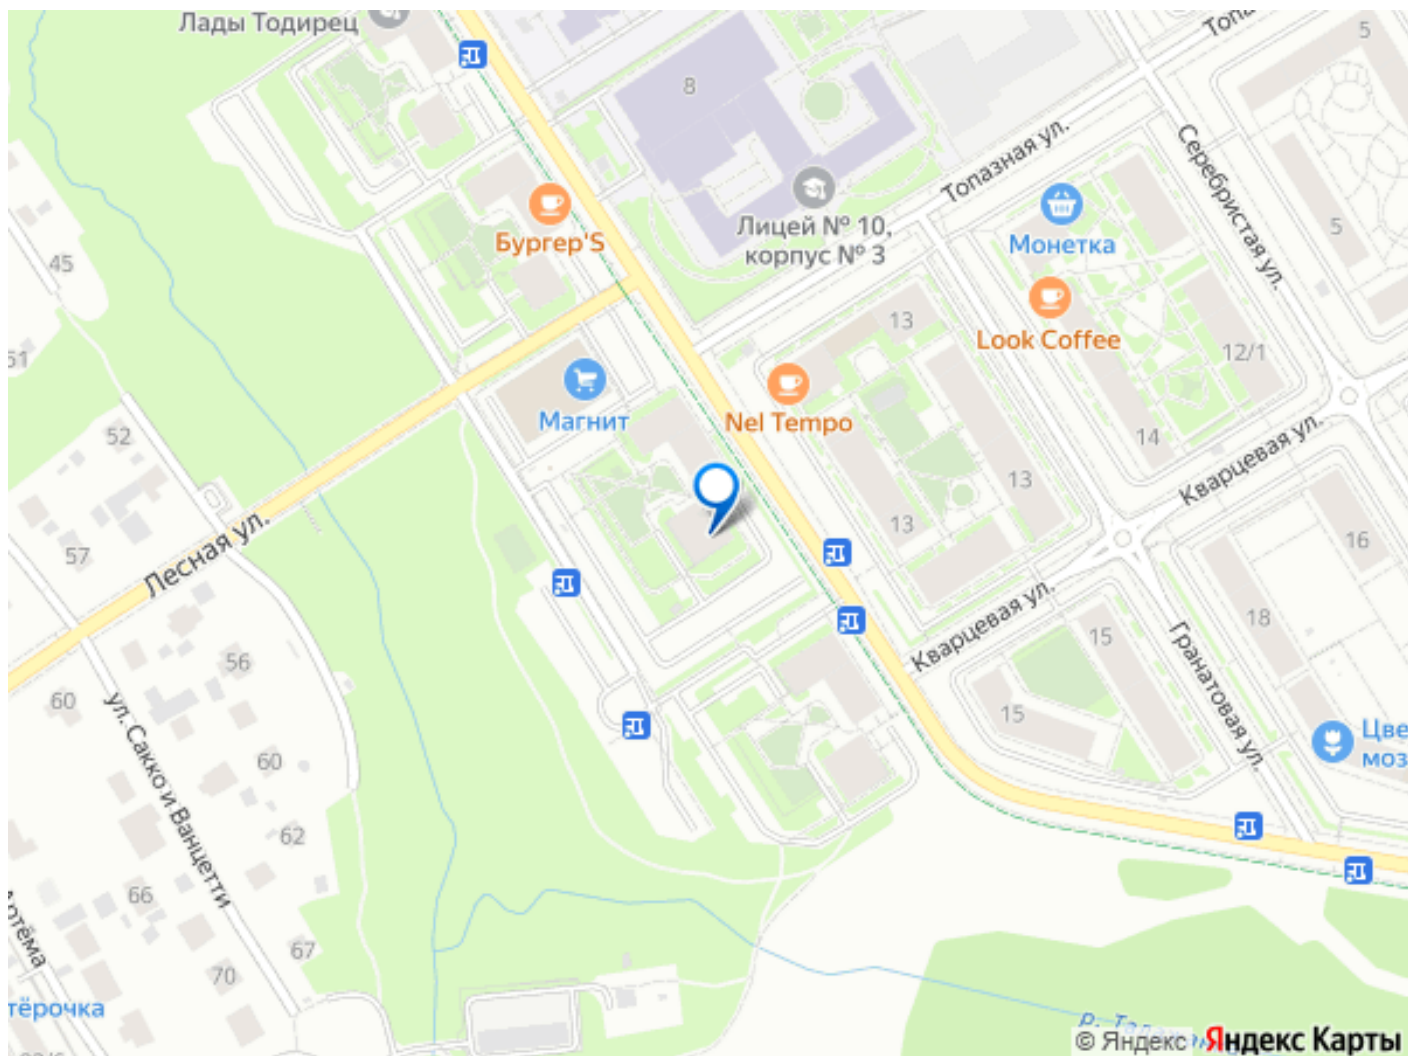 Лады Тодирец
5
8
Топазная ул.
Серебристая ул.
Лицей № 10,
корпус № 3
Монетка
5
Бургер'S
45
13
Look Coffee
12/1
51
Магнит
Nel Tempo
52
14
Кварцевая ул.
13
13
16
57
Лесная ул.
Кварцевая ул.
15
18
56
60
15
Гранатовая ул.
ул. Сакко и Ванцетти
60
62
66
67
70
тёрочка
© Яндекс Яндекс Карты